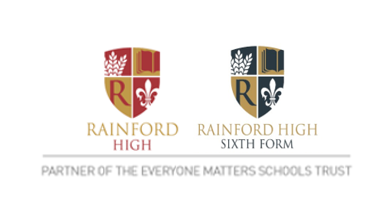 R R
RAINFORD RAINFORD HIGH
HIGH SIXTH FORM
PARTNER OF THE EVERYONE MATTERS SCHOOLS TRUST